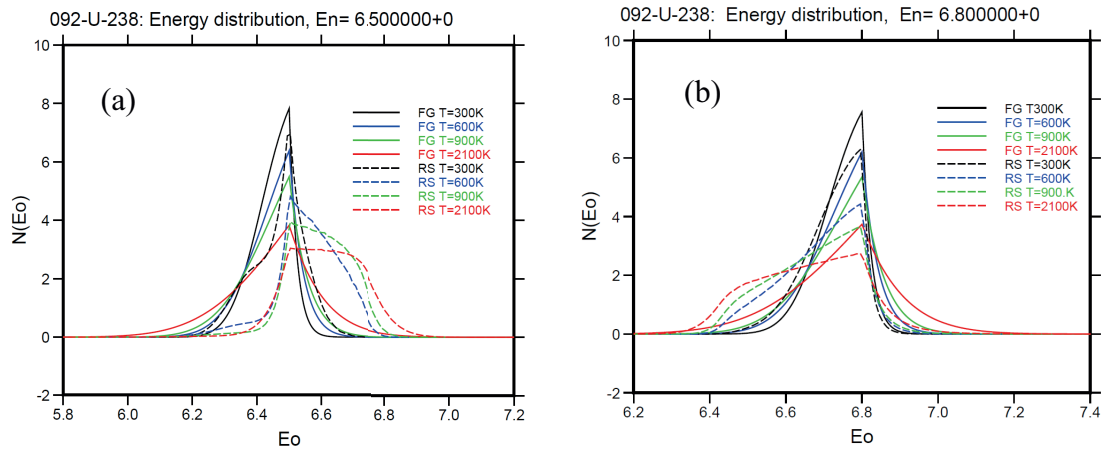 092-U-238: Energy distribution, En= 6.500000+0
(a)
FG T=300K
FG T=600K
FG T=900K
FG T=2100K
RS T=300K
RS T=600K
RS T=900K
RS T=2100K
10
8
6
4
2
0
-2
N(Eo)
5.8 6.0 6.2 6.4 6.6 6.8 7.0 7.2
Eo
092-U-238: Energy distribution, En= 6.800000+0
(b)
FG T300K
FG T=600K
FG T=900K
FG T=2100K
RS T=300K
RS T=600K
RS T=900.K
RS T=2100K
10
8
6
4
2
0
-2
N(Eo)
6.2 6.4 6.6 6.8 7.0 7.2 7.4
Eo